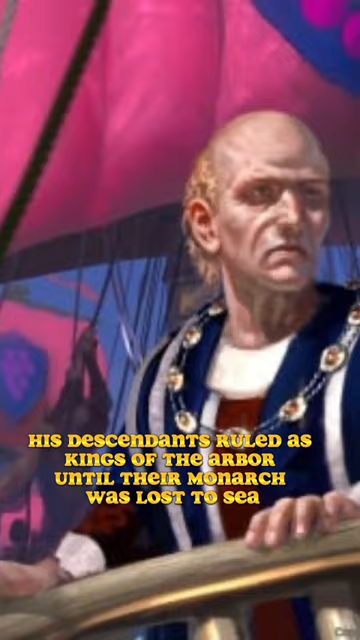 HIS DESCENDANTS RULED AS
KINGS OF THE ARBOR
UNTIL THEIR MONARCH
WAS LOST TO SEA